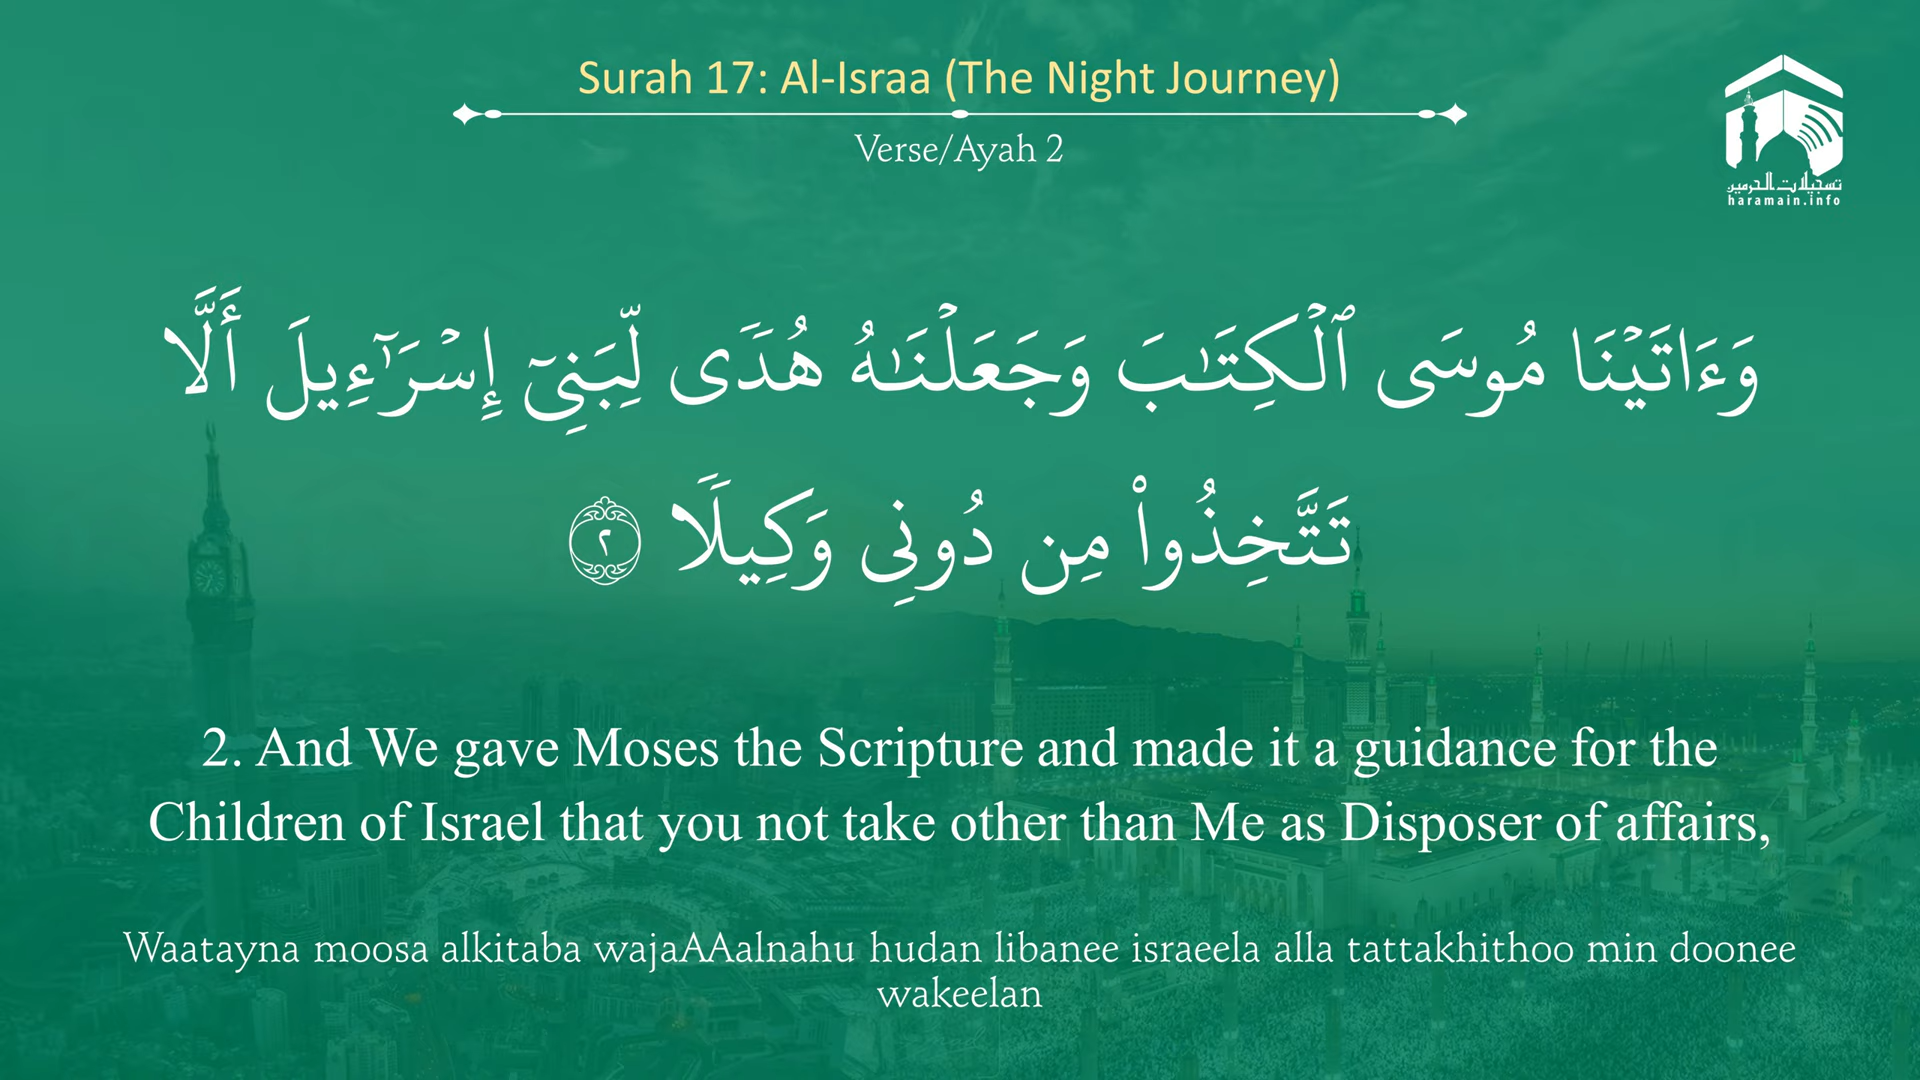 Surah 17: Al-Israa (The Night Journey)
Verse/Ayah 2
تسجيلات الحرمين
haramain.info
وَءَاتَيْنَا مُوسَى ٱلْكِتَـٰبَ وَجَعَلْنَـٰهُ هُدًى لِّبَنِىٓ إِسْرَٰٓءِيلَ أَلَّا
تَتَّخِذُوا۟ مِن دُونِى وَكِيلًا ٢
2. And We gave Moses the Scripture and made it a guidance for the
Children of Israel that you not take other than Me as Disposer of affairs,
Waatayna moosa alkitaba wajaAAalnahu hudan libanee israeela alla tattakhithoo min doonee
wakeelan